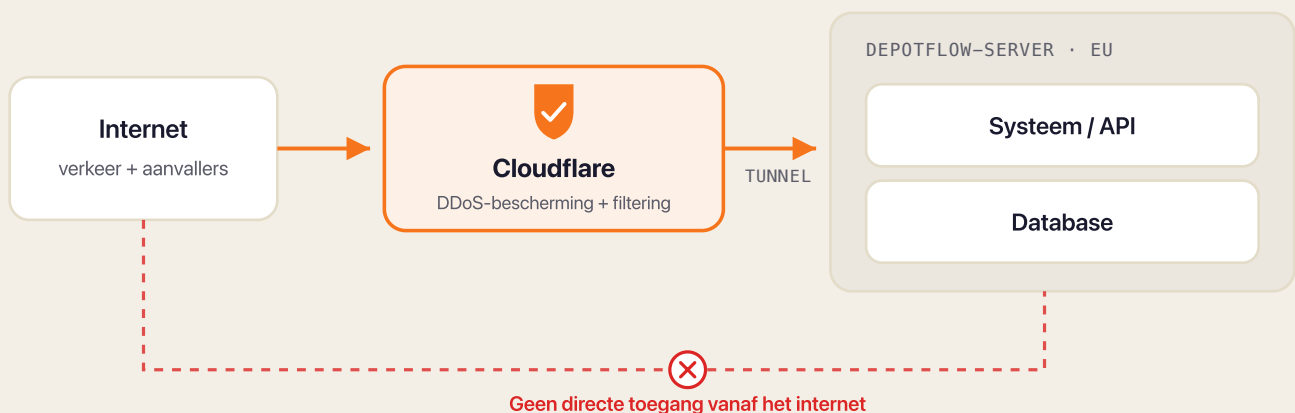 Internet
verkeer + aanvallers
Cloudflare
DDoS-bescherming + filtering
TUNNEL
DEPOTFLOW–SERVER · EU
Systeem / API
Database
Geen directe toegang vanaf het internet